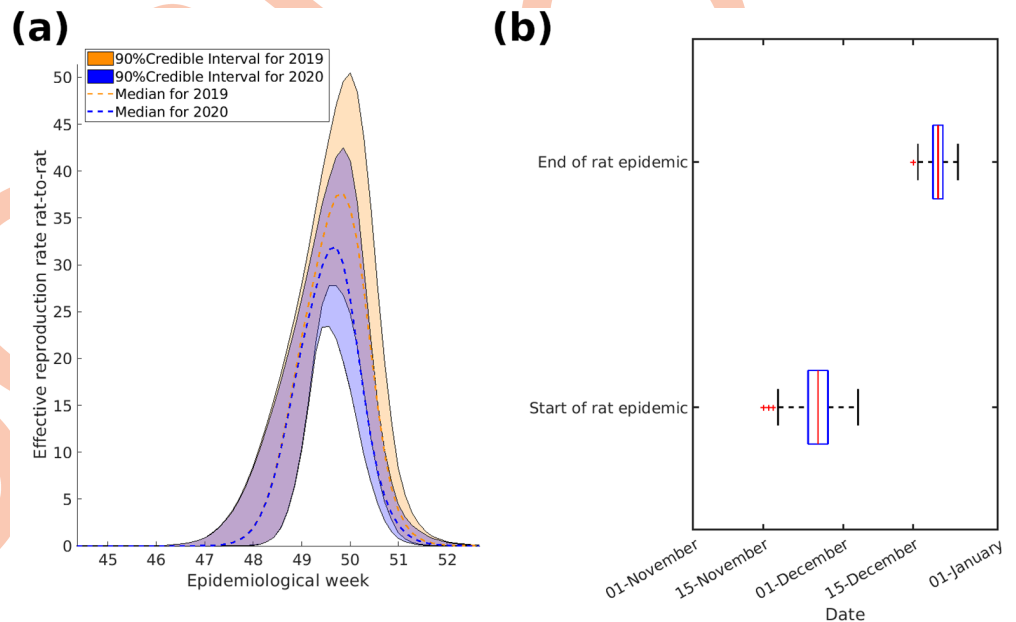 (a)
90%Credible Interval for 2019
90%Credible Interval for 2020
Median for 2019
Median for 2020
Effective reproduction rate rat-to-rat
50
45
40
35
30
25
20
15
10
5
0
45 46 47 48 49 50 51 52
Epidemiological week
(b)
End of rat epidemic
Start of rat epidemic
01-November
15-November
01-December
15-December
01-January
Date